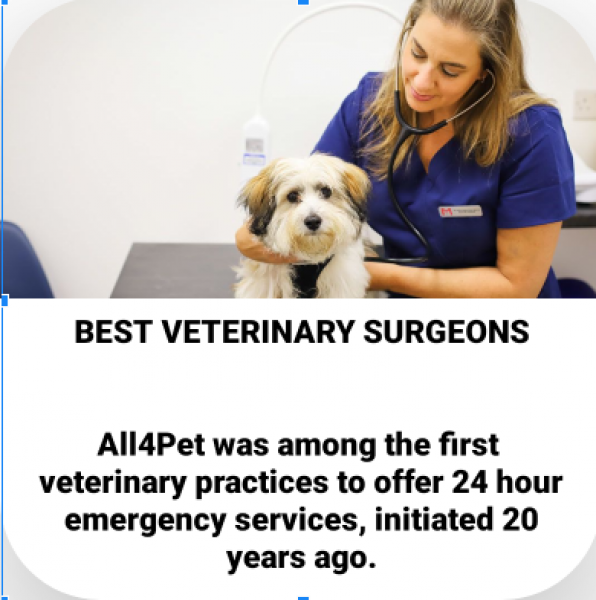 BEST VETERINARY SURGEONS
All4Pet was among the first
veterinary practices to offer 24 hour
emergency services, initiated 20
years ago.